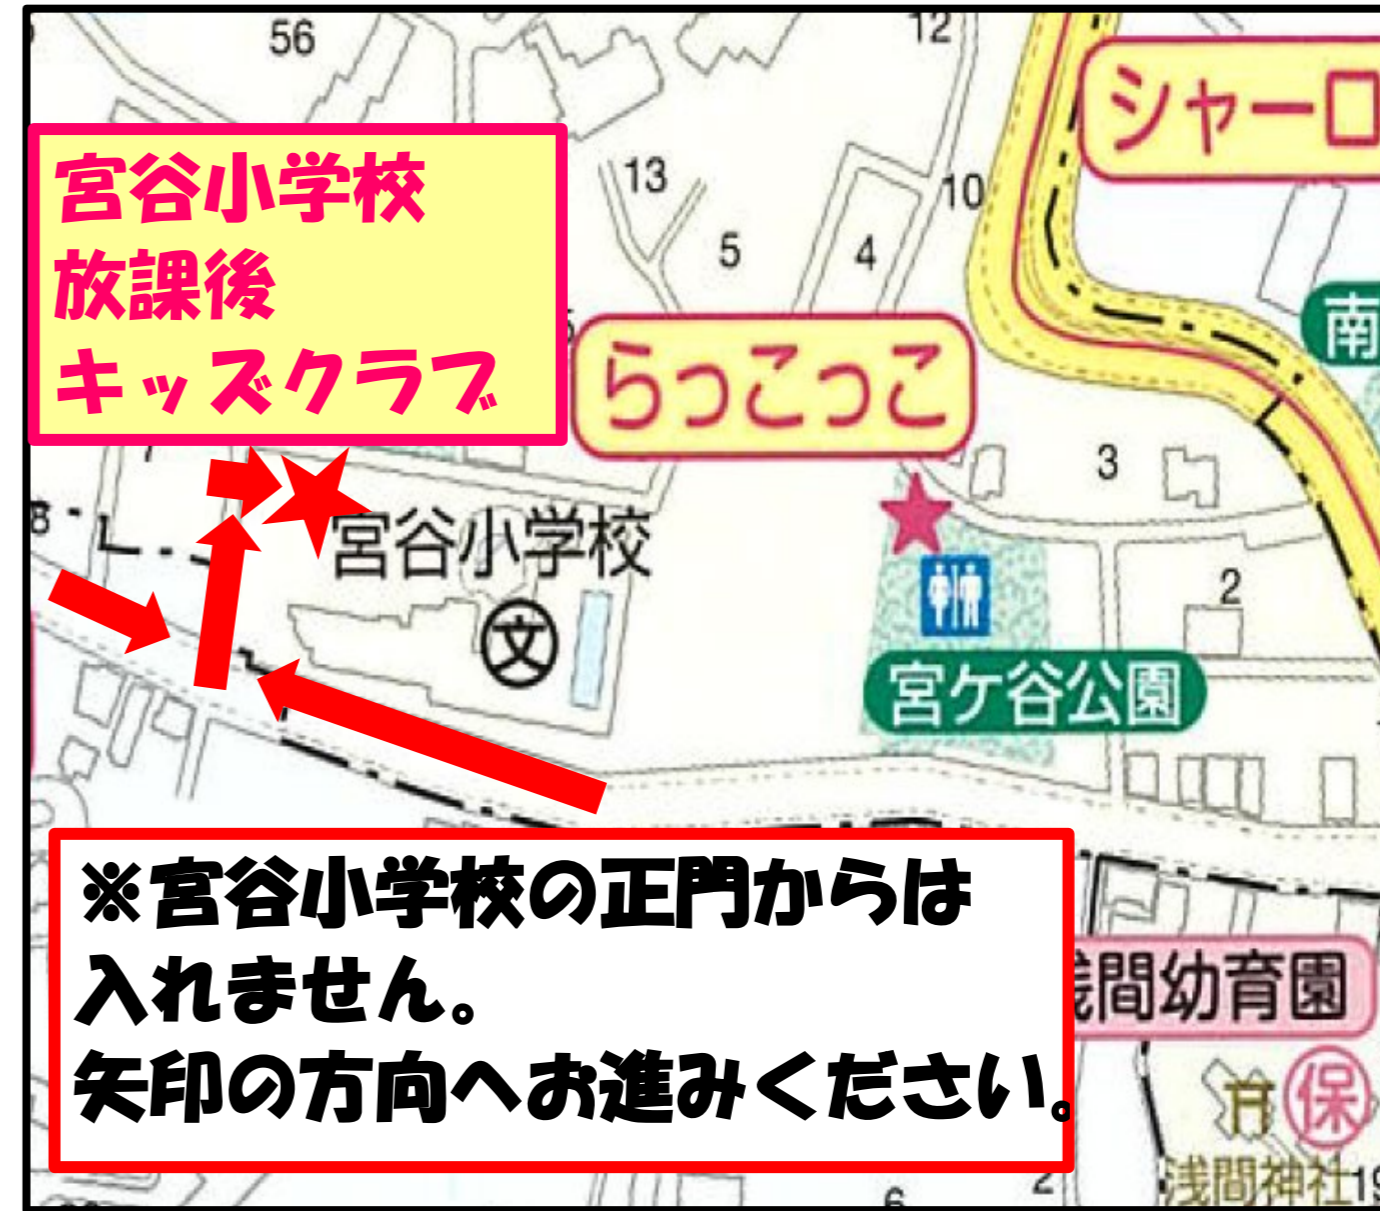 56
12
シャーロ
宮谷小学校
放課後
キッズクラブ
13
10
5
4
南
らっこっこ
3
8
宮谷小学校
文
2
宮ケ谷公園
※宮谷小学校の正門からは
入れません。
矢印の方向へお進みください。
浅間幼育園
保
浅間神社
19
2
6